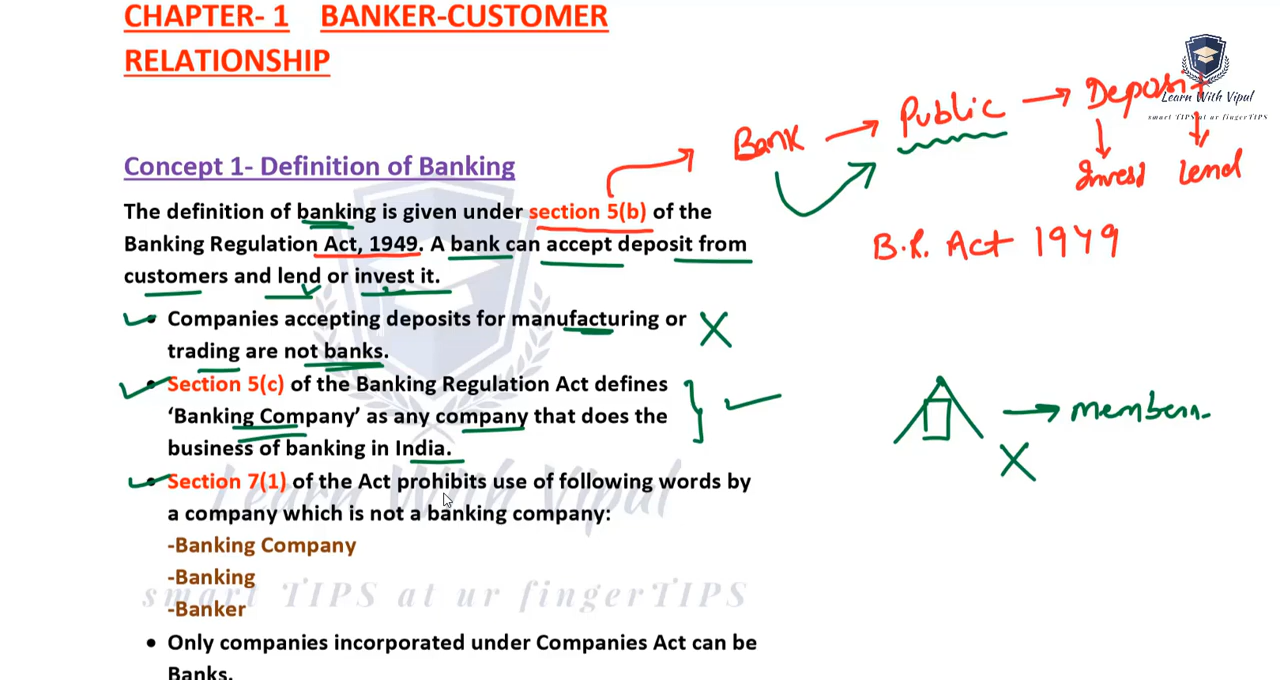 CHAPTER- 1 BANKER-CUSTOMER
RELATIONSHIP
Learn With Vipul
smart TIPS at ur fingerTIPS
Bank → Public → Deposit
Invest Lend
Concept 1- Definition of Banking
The definition of banking is given under section 5(b) of the
Banking Regulation Act, 1949. A bank can accept deposit from
customers and lend or invest it.
B.R. Act 1949
Companies accepting deposits for manufacturing or
trading are not banks.
Section 5(c) of the Banking Regulation Act defines
‘Banking Company’ as any company that does the
business of banking in India.
Section 7(1) of the Act prohibits use of following words by
a company which is not a banking company:
-Banking Company
-Banking
-Banker
• Only companies incorporated under Companies Act can be
Banks.
Learn With Vipul
smart TIPS at ur fingerTIPS